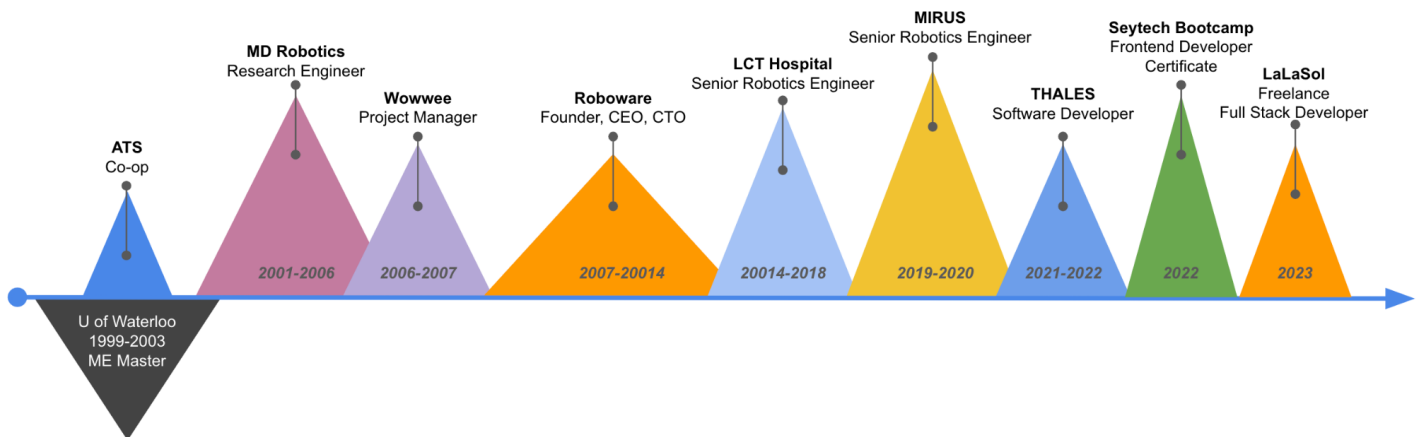 ATS
Co-op
U of Waterloo
1999-2003
ME Master
MD Robotics
Research Engineer
2001-2006
Wowwee
Project Manager
2006-2007
Roboware
Founder, CEO, CTO
2007-20014
LCT Hospital
Senior Robotics Engineer
20014-2018
MIRUS
Senior Robotics Engineer
2019-2020
THALES
Software Developer
2021-2022
Seytech Bootcamp
Frontend Developer
Certificate
2022
LaLaSol
Freelance
Full Stack Developer
2023